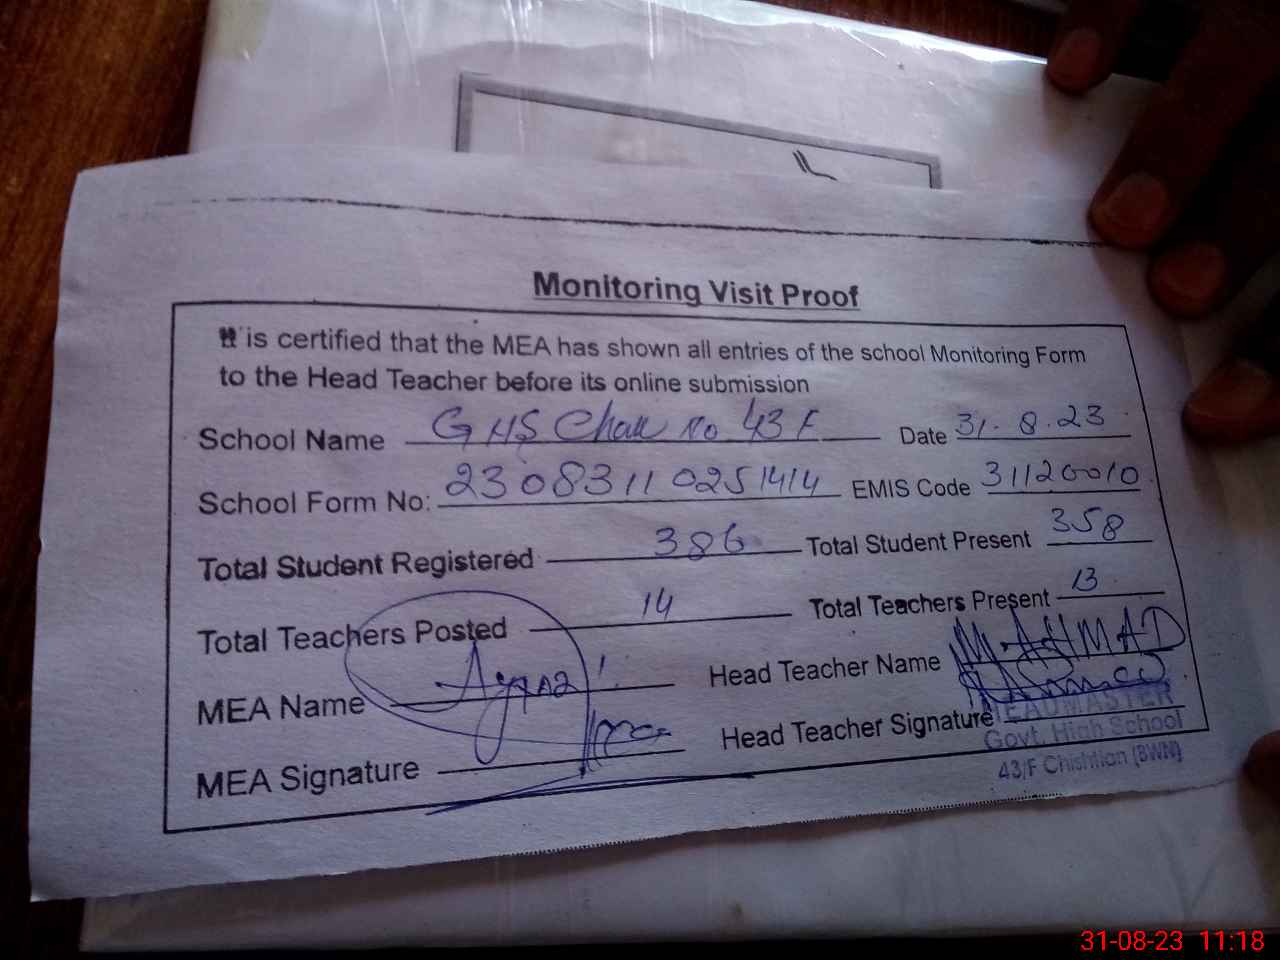 Monitoring Visit Proof
It is certified that the MEA has shown all entries of the school Monitoring Form
to the Head Teacher before its online submission
School Name GHS Chak no 43 F Date 31.8.23
School Form No: 23083110251414 EMIS Code 31120010
Total Student Registered 386 Total Student Present 358
Total Teachers Posted 14 Total Teachers Present 13
MEA Name Head Teacher Name M. AHMAD
MEA Signature Head Teacher Signature
HEADMASTER
Govt. High School
43/F Chishtian (BWN)
31-08-23 11:18